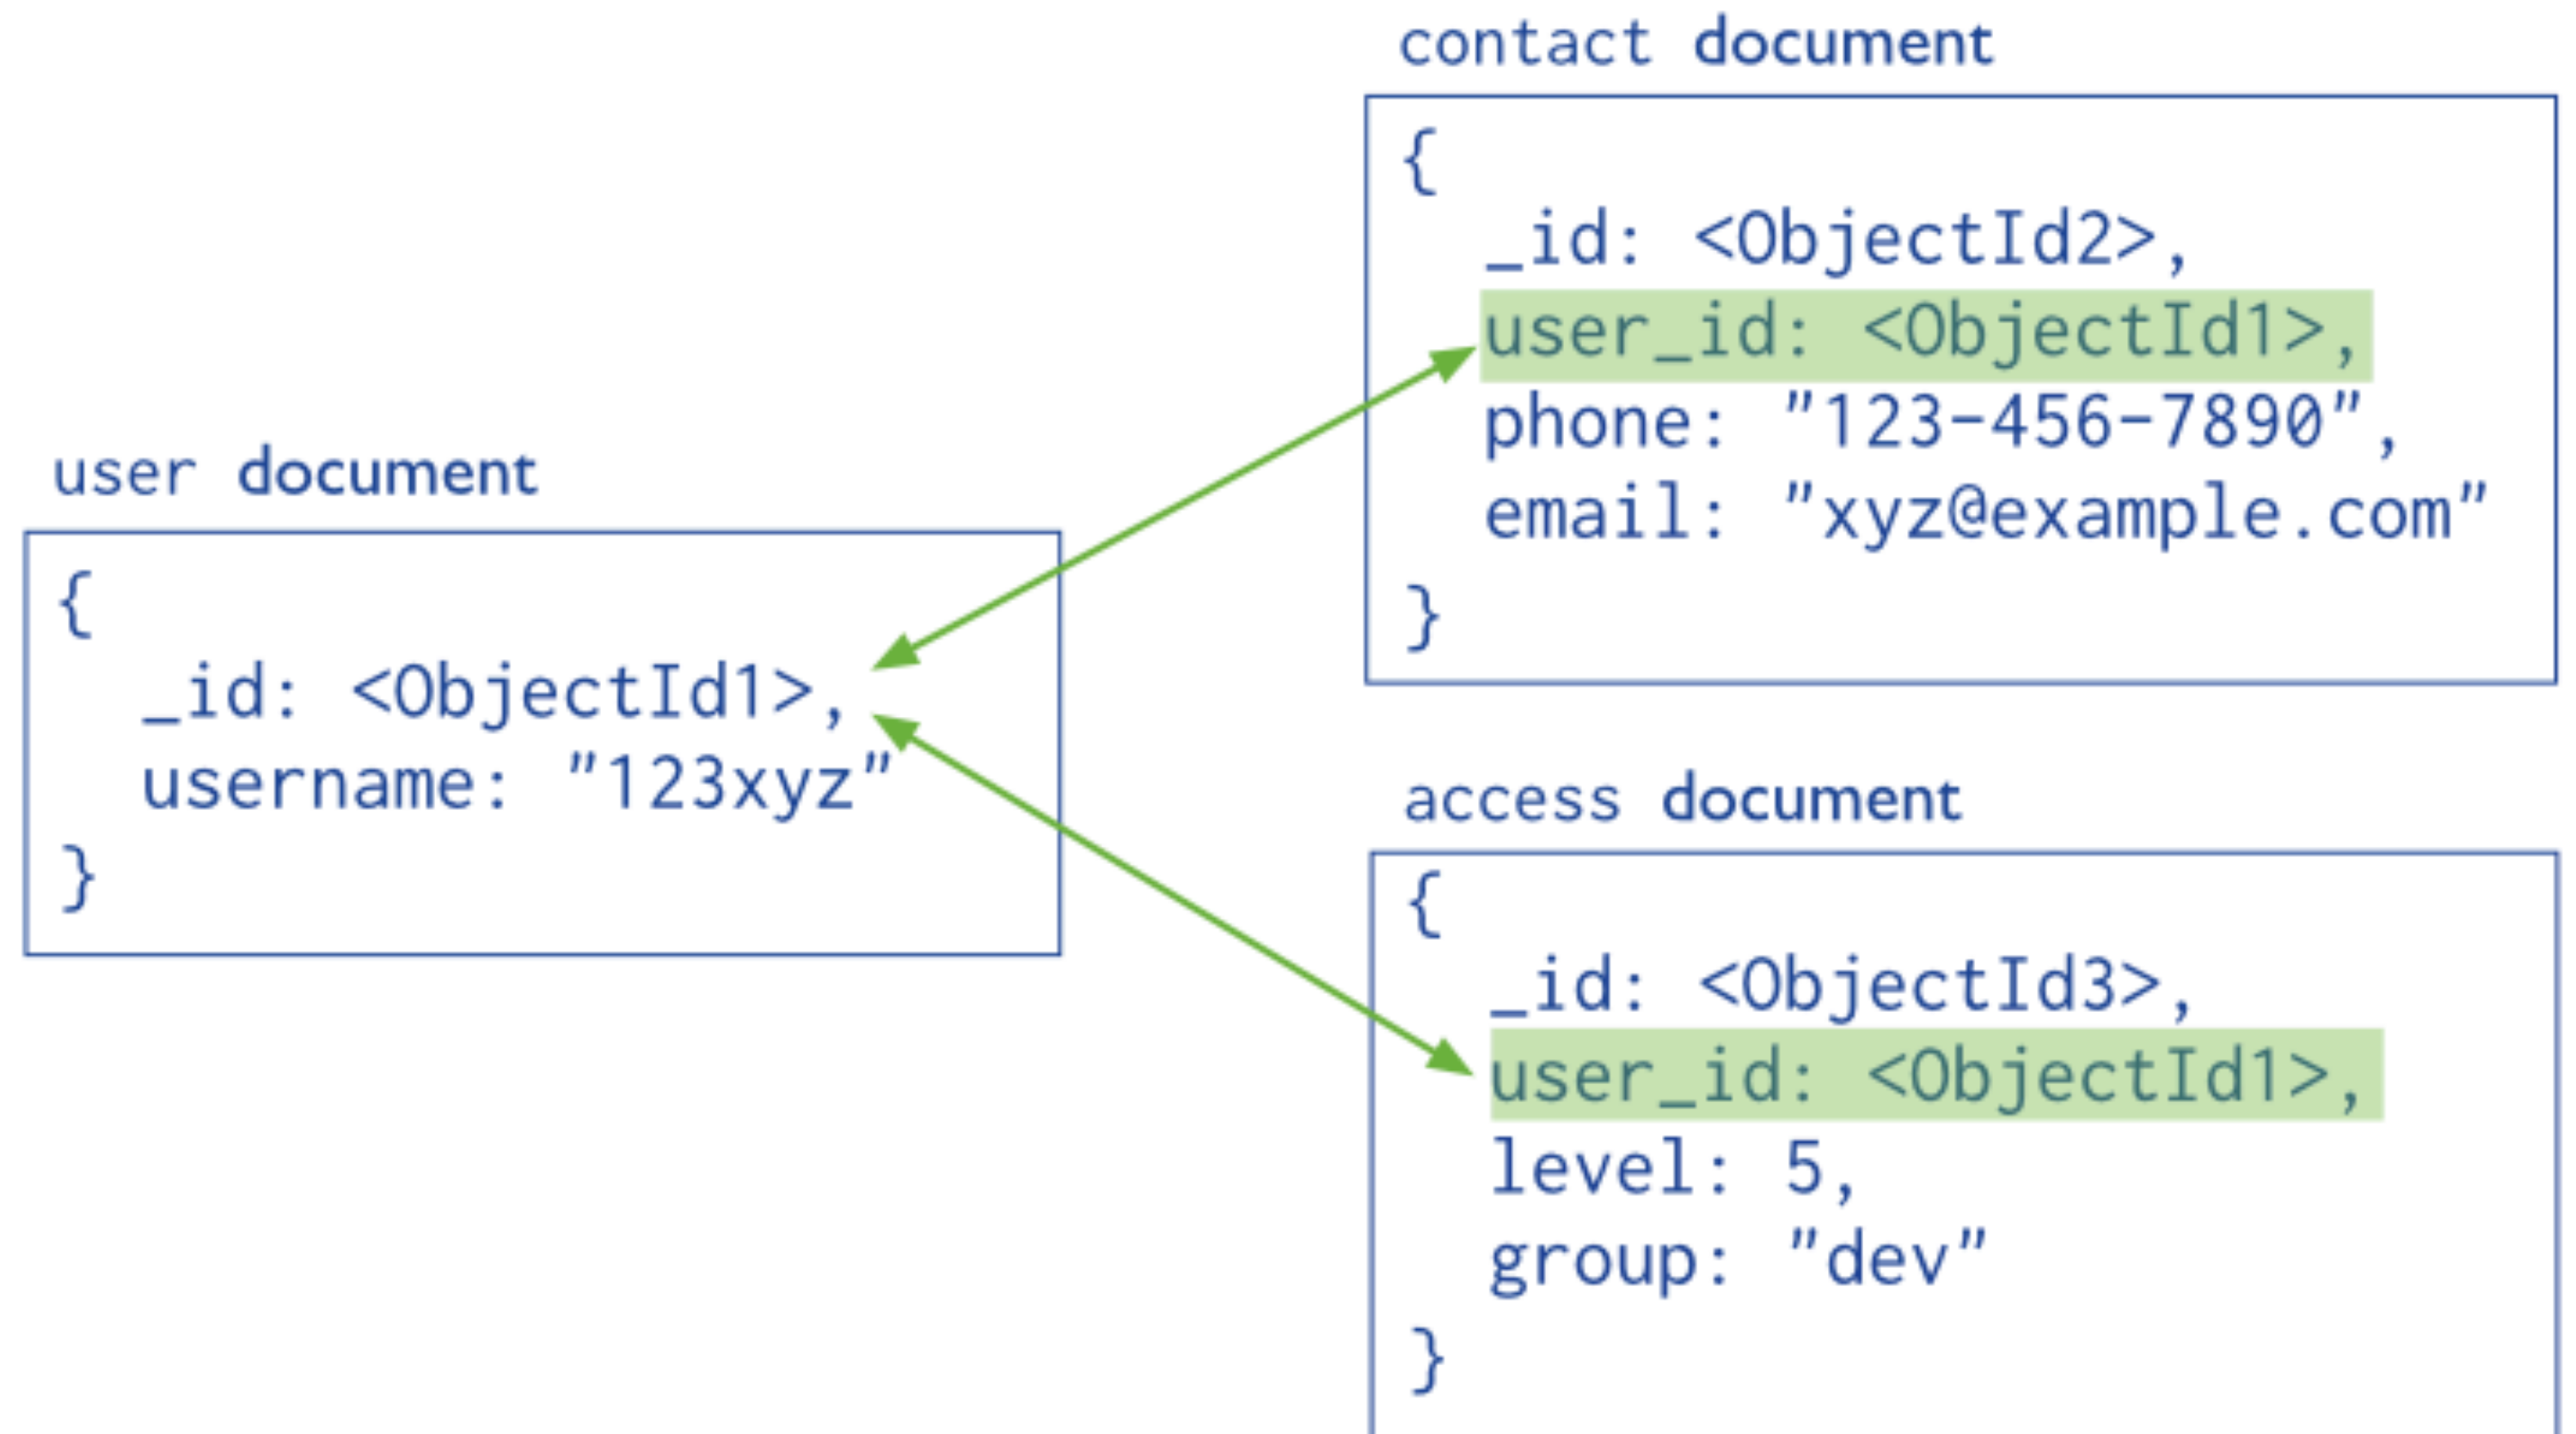 user document
{
_id: <ObjectId1>,
username: "123xyz"
}
contact document
{
_id: <ObjectId2>,
user_id: <ObjectId1>,
phone: "123-456-7890",
email: "xyz@example.com"
}
access document
{
_id: <ObjectId3>,
user_id: <ObjectId1>,
level: 5,
group: "dev"
}